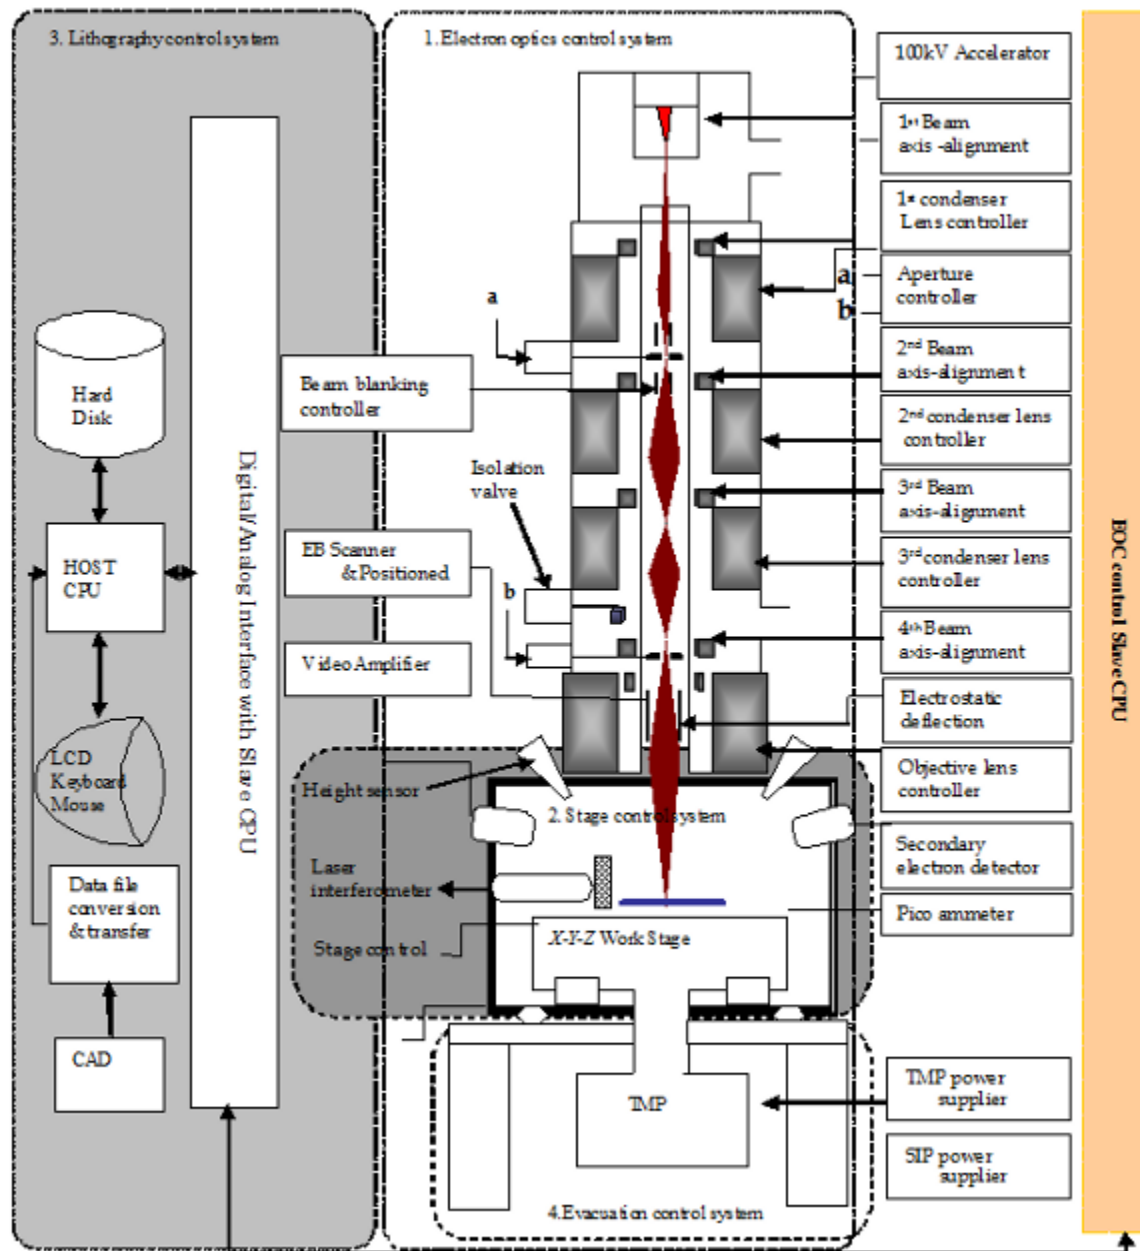 3. Lithography control system
1. Electron optics control system
100kV Accelerator
1st Beam
axis -alignment
1st condenser
Lens controller
a
Aperture
controller
b
a
2nd Beam
axis-alignment
Beam blanking
controller
2nd condenser lens
controller
Hard
Disk
Isolation
valve
3rd Beam
axis-alignment
EB Scanner
& Positioned
3rd condenser lens
controller
HOST
CPU
b
4th Beam
axis-alignment
Video Amplifier
Electrostatic
deflection
Digital/Analog Interface with Slave CPU
EOC control Slave CPU
LCD
Keyboard
Mouse
Height sensor
2. Stage control system
Objective lens
controller
Secondary
electron detector
Laser
interferometer
Data file
conversion
& transfer
Pico ammeter
Stage control
X-Y-Z Work Stage
CAD
TMP
TMP power
supplier
SIP power
supplier
4.Evacuation control system